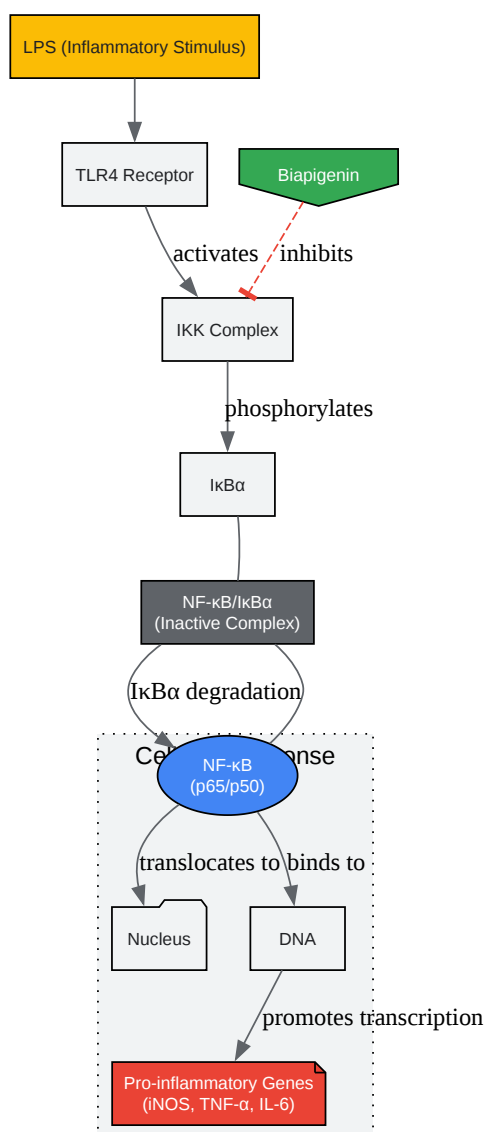 LPS (Inflammatory Stimulus)
TLR4 Receptor
Biapigenin
activates
inhibits
IKK Complex
phosphorylates
IκBα
NF-κB/IκBα
(Inactive Complex)
IκBα degradation
NF-κB
(p65/p50)
translocates to
binds to
Nucleus
DNA
promotes transcription
Pro-inflammatory Genes
(iNOS, TNF-α, IL-6)